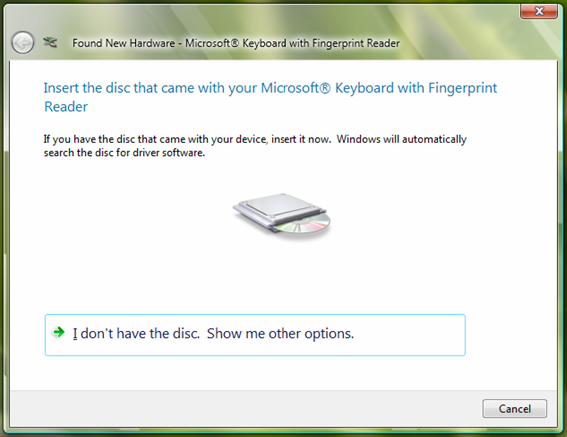 Found New Hardware - Microsoft® Keyboard with Fingerprint Reader
Insert the disc that came with your Microsoft® Keyboard with Fingerprint
Reader
If you have the disc that came with your device, insert it now.  Windows will automatically
search the disc for driver software.
I don't have the disc.  Show me other options.
Cancel